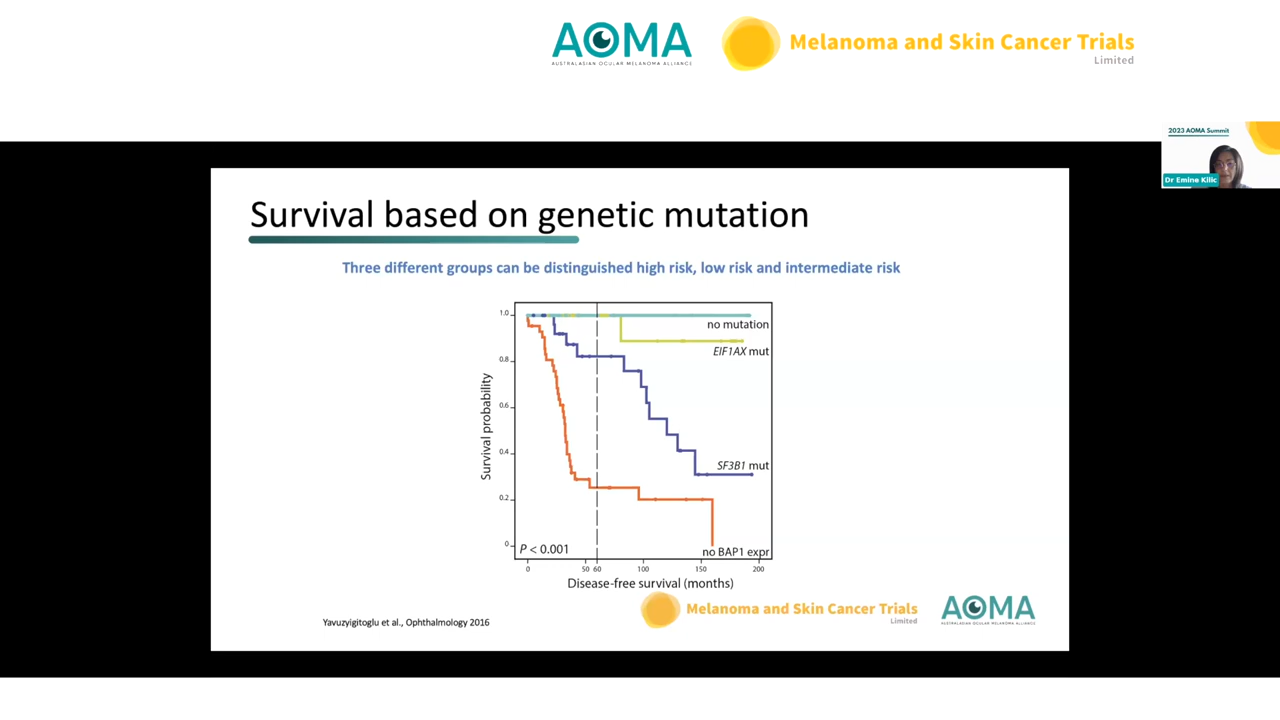 AOMA
AUSTRALASIAN OCULAR MELANOMA ALLIANCE
Melanoma and Skin Cancer Trials
Limited
2023 AOMA Summit
Dr Emine Kilic
Survival based on genetic mutation
Three different groups can be distinguished high risk, low risk and intermediate risk
Survival probability
1.0
0.8
0.6
0.4
0.2
0
no mutation
EIF1AX mut
SF3B1 mut
no BAP1 expr
P < 0.001
0 50 60 100 150 200
Disease-free survival (months)
Yavuzyigitoglu et al., Ophthalmology 2016
Melanoma and Skin Cancer Trials
Limited
AOMA
AUSTRALASIAN OCULAR MELANOMA ALLIANCE